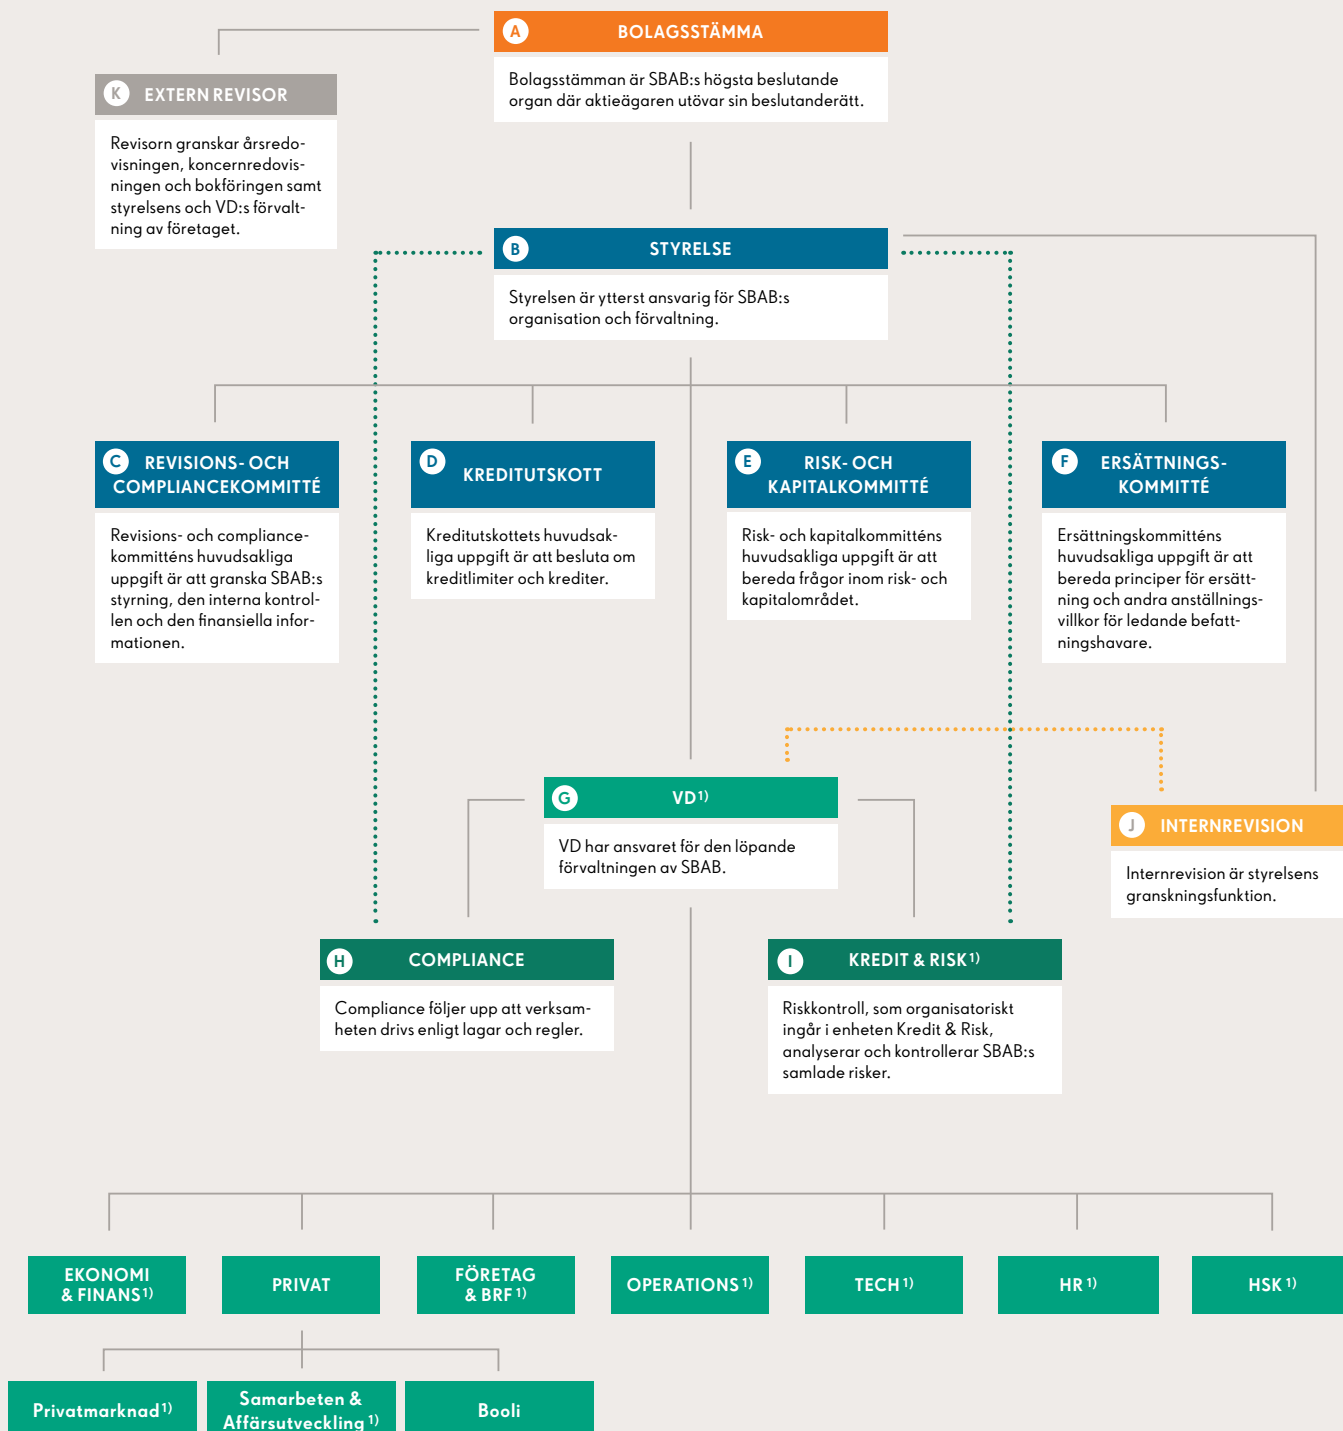 A BOLAGSSTÄMMA
Bolagsstämman är SBAB:s högsta beslutande
organ där aktieägaren utövar sin beslutanderätt.
K EXTERN REVISOR
Revisorn granskar årsredo-
visningen, koncernredovis-
ningen och bokföringen samt
styrelsens och VD:s förvalt-
ning av företaget.
B STYRELSE
Styrelsen är ytterst ansvarig för SBAB:s
organisation och förvaltning.
C REVISIONS- OCH
COMPLIANCEKOMMITTÉ
Revisions- och compliance-
kommitténs huvudsakliga
uppgift är att granska SBAB:s
styrning, den interna kontrol-
len och den finansiella infor-
mationen.
D KREDITUTSKOTT
Kreditutskottets huvudsak-
liga uppgift är att besluta om
kreditlimiter och krediter.
E RISK- OCH
KAPITALKOMMITTÉ
Risk- och kapitalkommitténs
huvudsakliga uppgift är att
bereda frågor inom risk- och
kapitalområdet.
F ERSÄTTNINGS-
KOMMITTÉ
Ersättningskommitténs
huvudsakliga uppgift är att
bereda principer för ersätt-
ning och andra anställnings-
villkor för ledande befatt-
ningshavare.
G VD 1)
VD har ansvaret för den löpande
förvaltningen av SBAB.
J INTERNREVISION
Internrevision är styrelsens
granskningsfunktion.
H COMPLIANCE
Compliance följer upp att verksam-
heten drivs enligt lagar och regler.
I KREDIT & RISK 1)
Riskkontroll, som organisatoriskt
ingår i enheten Kredit & Risk,
analyserar och kontrollerar SBAB:s
samlade risker.
EKONOMI
& FINANS 1)
PRIVAT
FÖRETAG
& BRF 1)
OPERATIONS 1)
TECH 1)
HR 1)
HSK 1)
Privatmarknad 1)
Samarbeten &
Affärsutveckling 1)
Booli